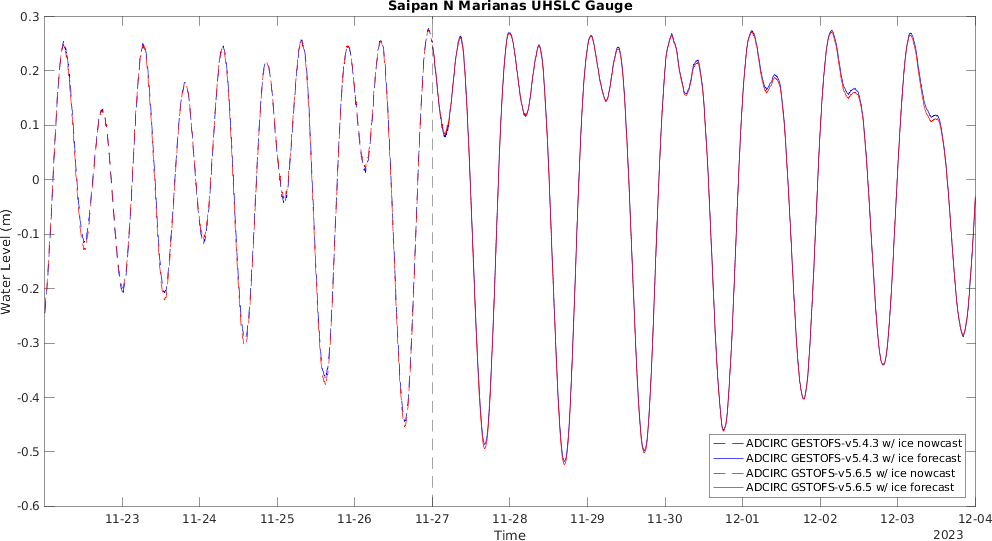 Saipan N Marianas UHSLC Gauge
0.3
0.2
0.1
0
-0.1
-0.2
-0.3
-0.4
-0.5
-0.6
Water Level (m)
11-23 11-24 11-25 11-26 11-27 11-28 11-29 11-30 12-01 12-02 12-03 12-04
Time
2023
ADCIRC GESTOFS-v5.4.3 w/ ice nowcast
ADCIRC GESTOFS-v5.4.3 w/ ice forecast
ADCIRC GSTOFS-v5.6.5 w/ ice nowcast
ADCIRC GSTOFS-v5.6.5 w/ ice forecast